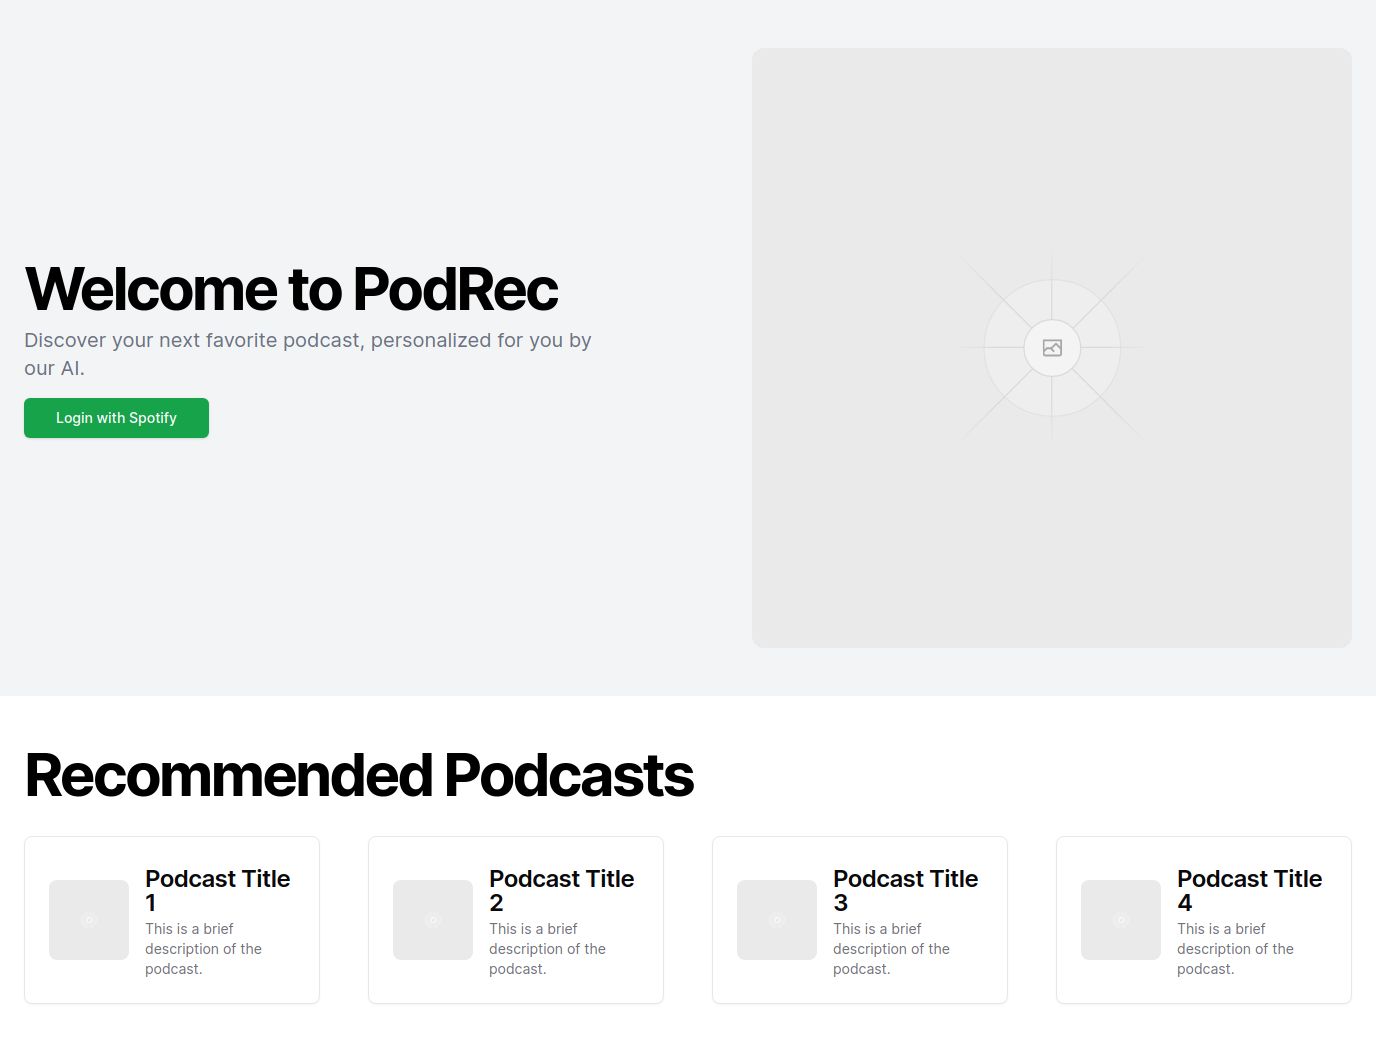 Welcome to PodRec
Discover your next favorite podcast, personalized for you by
our AI.
Login with Spotify
Recommended Podcasts
Podcast Title
1
This is a brief
description of the
podcast.
Podcast Title
2
This is a brief
description of the
podcast.
Podcast Title
3
This is a brief
description of the
podcast.
Podcast Title
4
This is a brief
description of the
podcast.